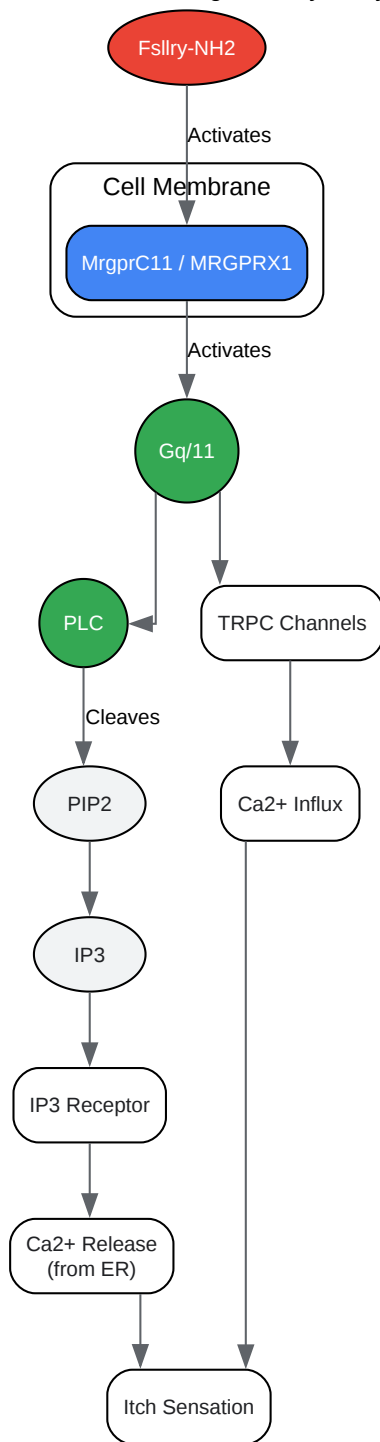 Fsllry-NH2
Activates
Cell Membrane
MrgprC11 / MRGPRX1
Activates
Gq/11
PLC
TRPC Channels
Cleaves
PIP2
Ca2+ Influx
IP3
IP3 Receptor
Ca2+ Release
(from ER)
Itch Sensation